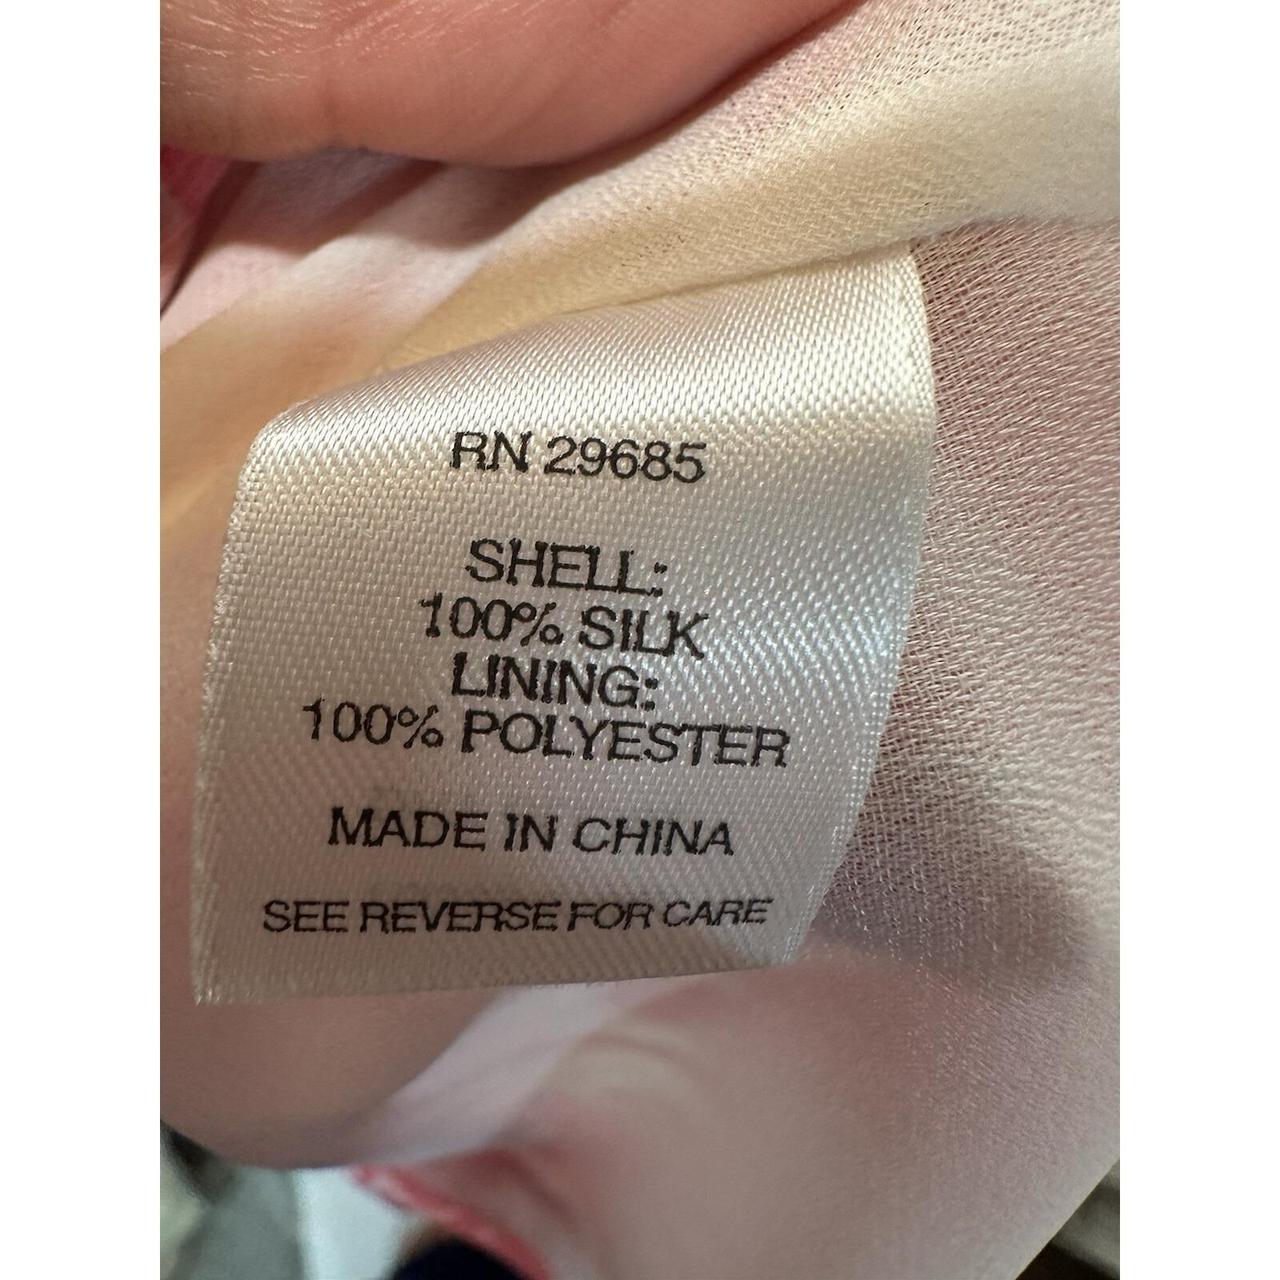 RN 29685
SHELL:
100% SILK
LINING:
100% POLYESTER
MADE IN CHINA
SEE REVERSE FOR CARE